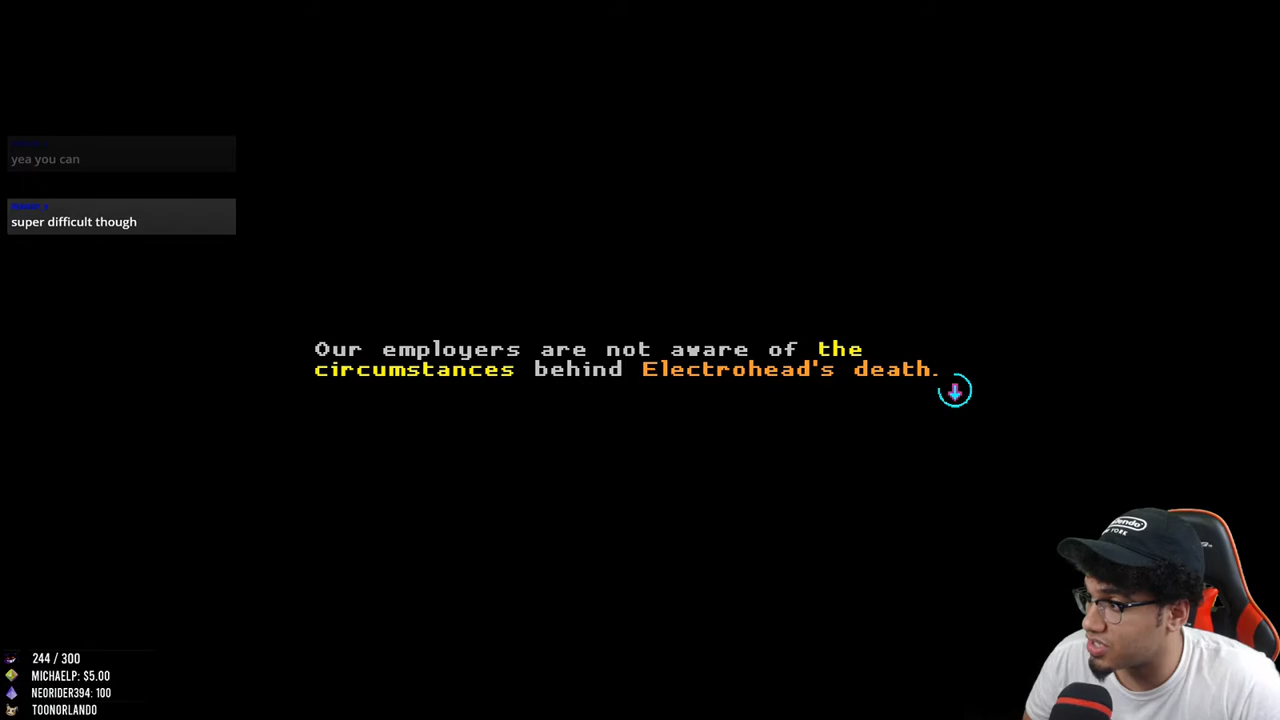 yea you can
super difficult though
Our employers are not aware of the
circumstances behind Electrohead's death.
244 / 300
MICHAELP: $5.00
NEORIDER394: 100
TOONORLANDO
YORK